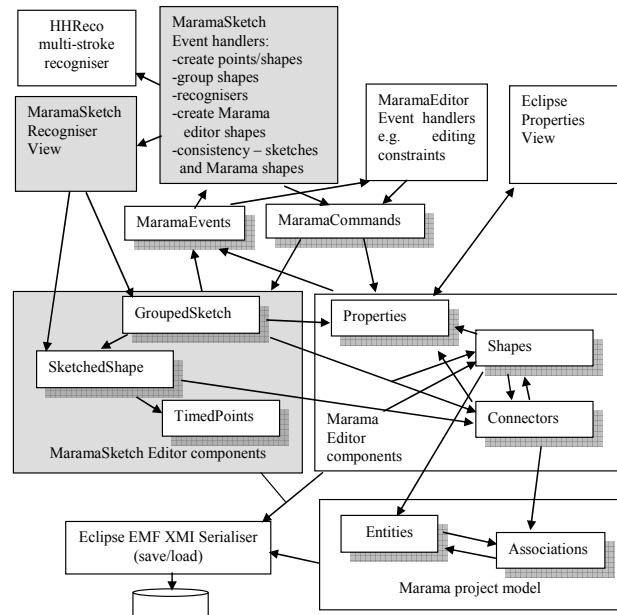 HHReco
multi-stroke
recogniser
MaramaSketch
Event handlers:
-create points/shapes
-group shapes
-recognisers
-create Marama
editor shapes
-consistency – sketches
and Marama shapes
MaramaSketch
Recogniser
View
MaramaEditor
Event handlers
e.g. editing
constraints
Eclipse
Properties
View
MaramaEvents
MaramaCommands
GroupedSketch
SketchedShape
TimedPoints
MaramaSketch Editor components
Properties
Shapes
Connectors
Marama
Editor
components
Eclipse EMF XMI Serialiser
(save/load)
Entities
Associations
Marama project model